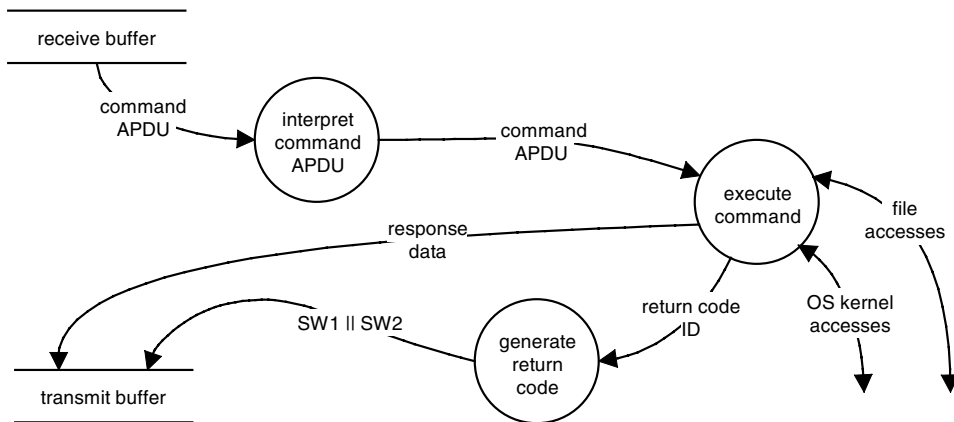 receive buffer
command
APDU
interpret
command
APDU
command
APDU
execute
command
file
accesses
response
data
OS kernel
accesses
return code
ID
SW1 || SW2
generate
return
code
transmit buffer